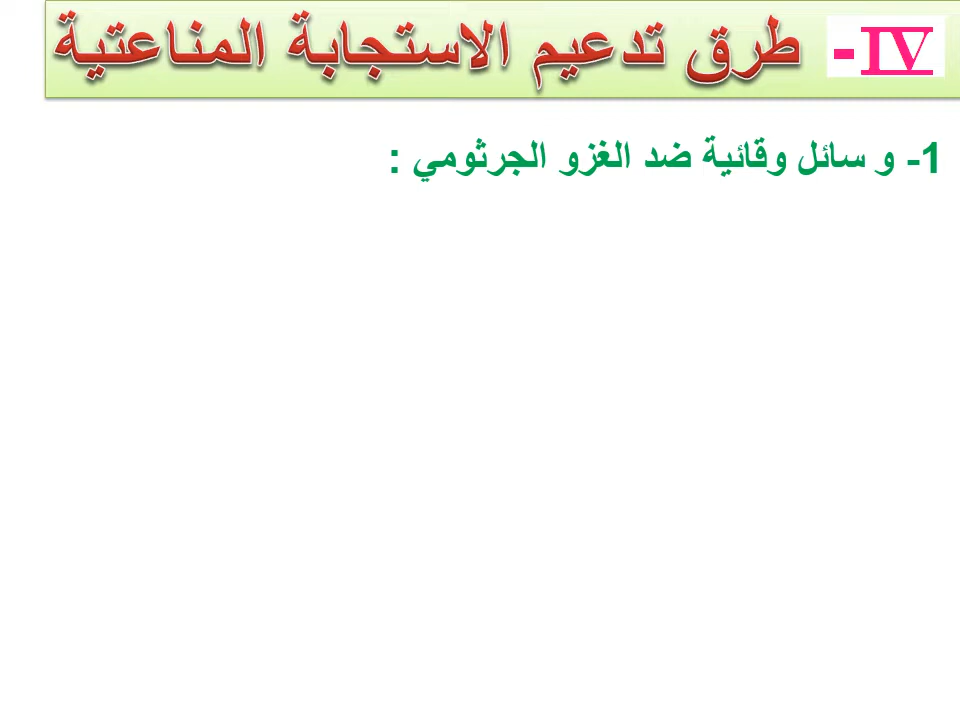 IV- طرق تدعيم الاستجابة المناعتية
1- و سائل وقائية ضد الغزو الجرثومي :